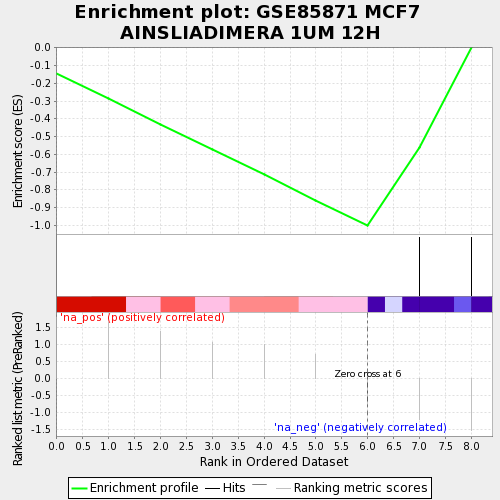 Enrichment plot: GSE85871 MCF7
AINSLIADIMERA 1UM 12H
Enrichment score (ES)
0.0
-0.1
-0.2
-0.3
-0.4
-0.5
-0.6
-0.7
-0.8
-0.9
-1.0
Ranked list metric (PreRanked)
1.5
1.0
0.5
0.0
-0.5
-1.0
-1.5
'na_pos' (positively correlated)
Zero cross at 6
'na_neg' (negatively correlated)
0.0 0.5 1.0 1.5 2.0 2.5 3.0 3.5 4.0 4.5 5.0 5.5 6.0 6.5 7.0 7.5 8.0
Rank in Ordered Dataset
Enrichment profile Hits Ranking metric scores